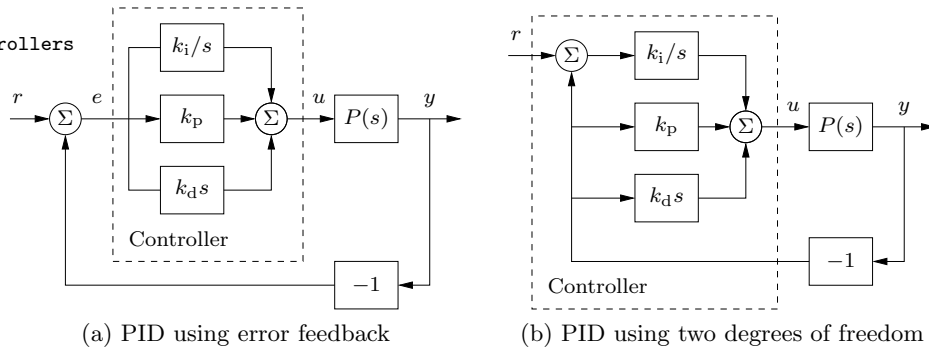 rollers
r
Σ
e
k_i/s
k_p
k_d s
Σ
u
P(s)
y
Controller
−1
(a) PID using error feedback
r
Σ
k_i/s
k_p
k_d s
Σ
u
P(s)
y
−1
Controller
(b) PID using two degrees of freedom